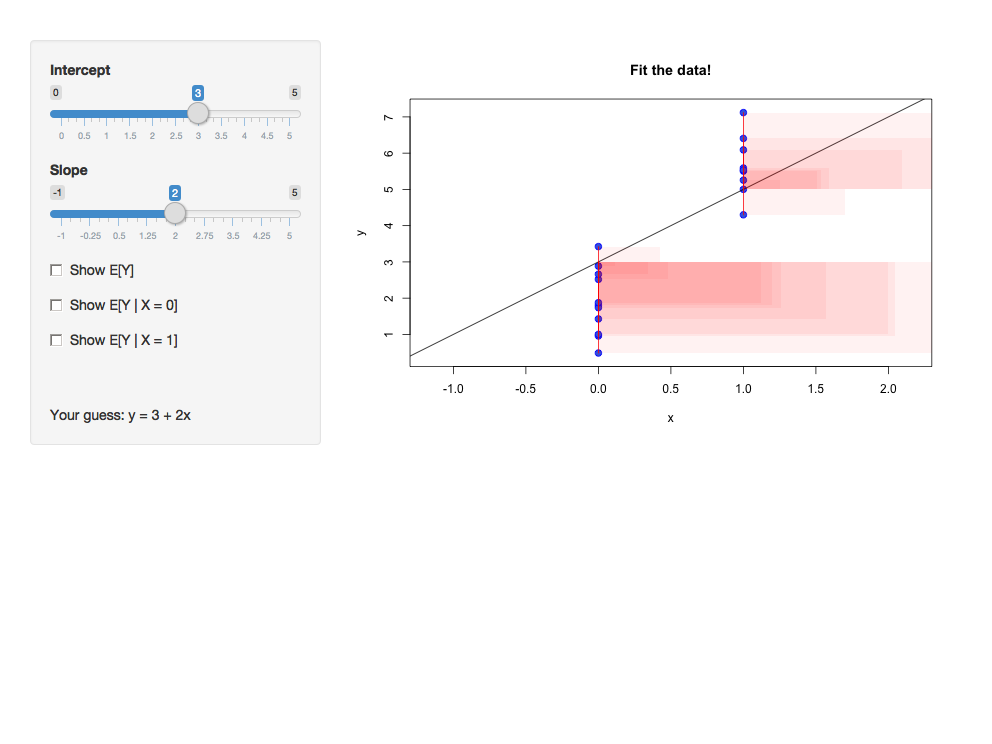 Intercept
0 3 5
0 0.5 1 1.5 2 2.5 3 3.5 4 4.5 5
Slope
-1 2 5
-1 -0.25 0.5 1.25 2 2.75 3.5 4.25 5
Show E[Y]
Show E[Y | X = 0]
Show E[Y | X = 1]
Your guess: y = 3 + 2x
Fit the data!
y
7
6
5
4
3
2
1
-1.0 -0.5 0.0 0.5 1.0 1.5 2.0
x